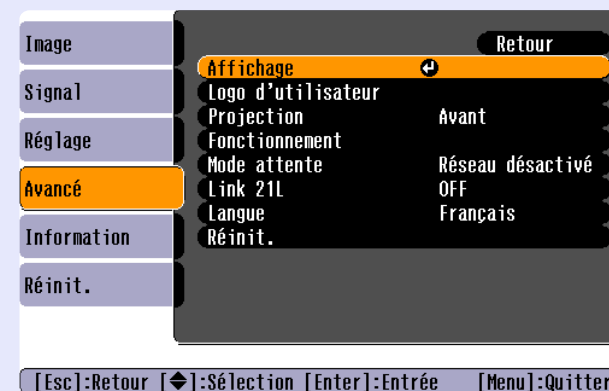 Image
Signal
Réglage
Avancé
Information
Réinit.
Retour
Affichage
Logo d'utilisateur
Projection Avant
Fonctionnement
Mode attente Réseau désactivé
Link 21L OFF
Langue Français
Réinit.
[Esc]:Retour [◆]:Sélection [Enter]:Entrée [Menu]:Quitter